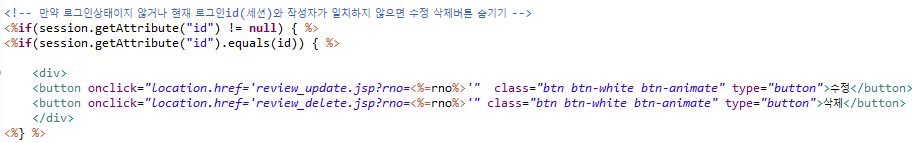 <!-- 만약 로그인상태이지 않거나 현재 로그인id(세션)와 작성자가 일치하지 않으면 수정 삭제버튼 숨기기 -->
<%if(session.getAttribute("id") != null) { %>
<%if(session.getAttribute("id").equals(id)) { %>
<div>
<button onclick="location.href='review_update.jsp?rno=<%=rno%>'"  class="btn btn-white btn-animate" type="button">수정</button>
<button onclick="location.href='review_delete.jsp?rno=<%=rno%>'" class="btn btn-white btn-animate" type="button">삭제</button>
</div>
<%} %>